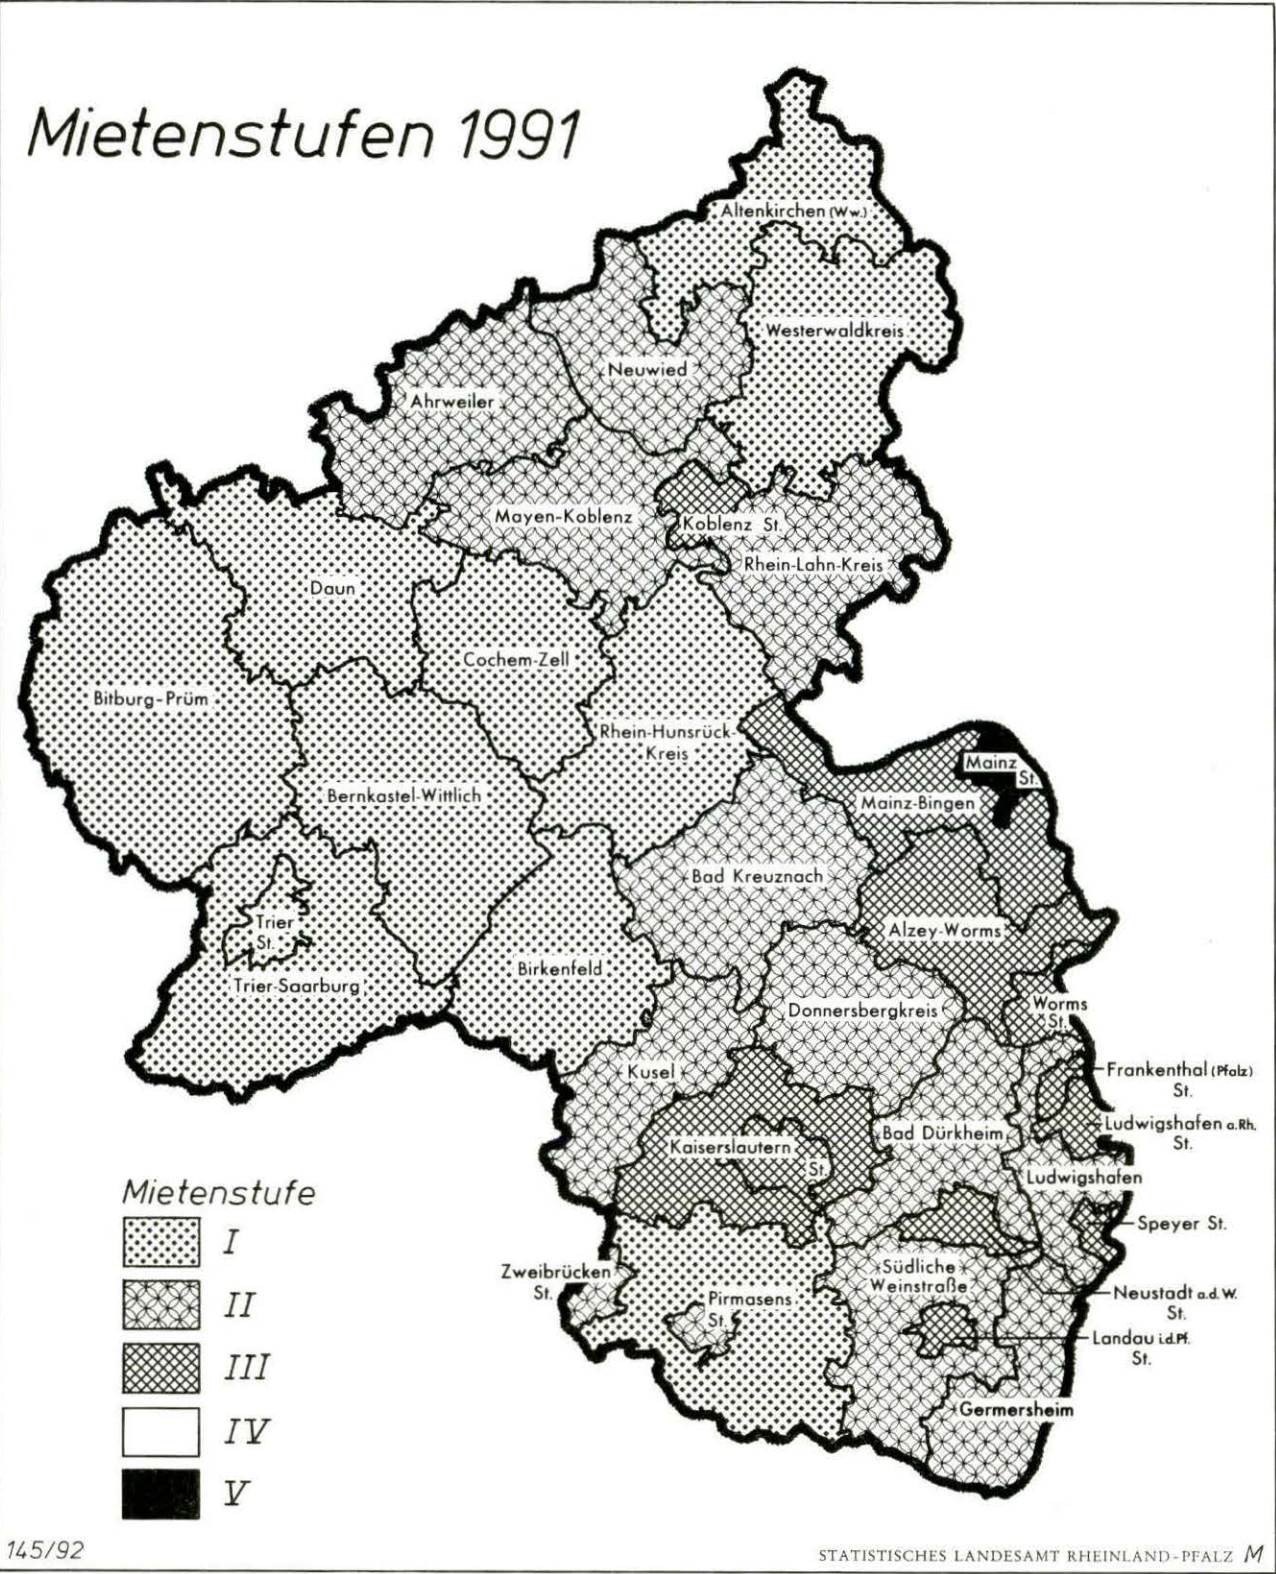 Mietenstufen 1991
Altenkirchen (Ww.)
Westerwaldkreis
Neuwied
Ahrweiler
Mayen-Koblenz
Koblenz St.
Rhein-Lahn-Kreis
Daun
Cochem-Zell
Bitburg-Prüm
Rhein-Hunsrück-
Kreis
Mainz
St.
Bernkastel-Wittlich
Mainz-Bingen
Bad Kreuznach
Trier
St.
Alzey-Worms
Birkenfeld
Trier-Saarburg
Donnersbergkreis
Worms
St.
Kusel
Frankenthal (Pfalz)
St.
Ludwigshafen a.Rh.
St.
Bad Dürkheim
Kaiserslautern
St.
Ludwigshafen
Speyer St.
Zweibrücken
St.
Südliche
Weinstraße
Pirmasens
St.
Neustadt a.d.W.
St.
Landau i.d.Pf.
St.
Germersheim
Mietenstufe
I
II
III
IV
V
145/92
STATISTISCHES LANDESAMT RHEINLAND-PFALZ M